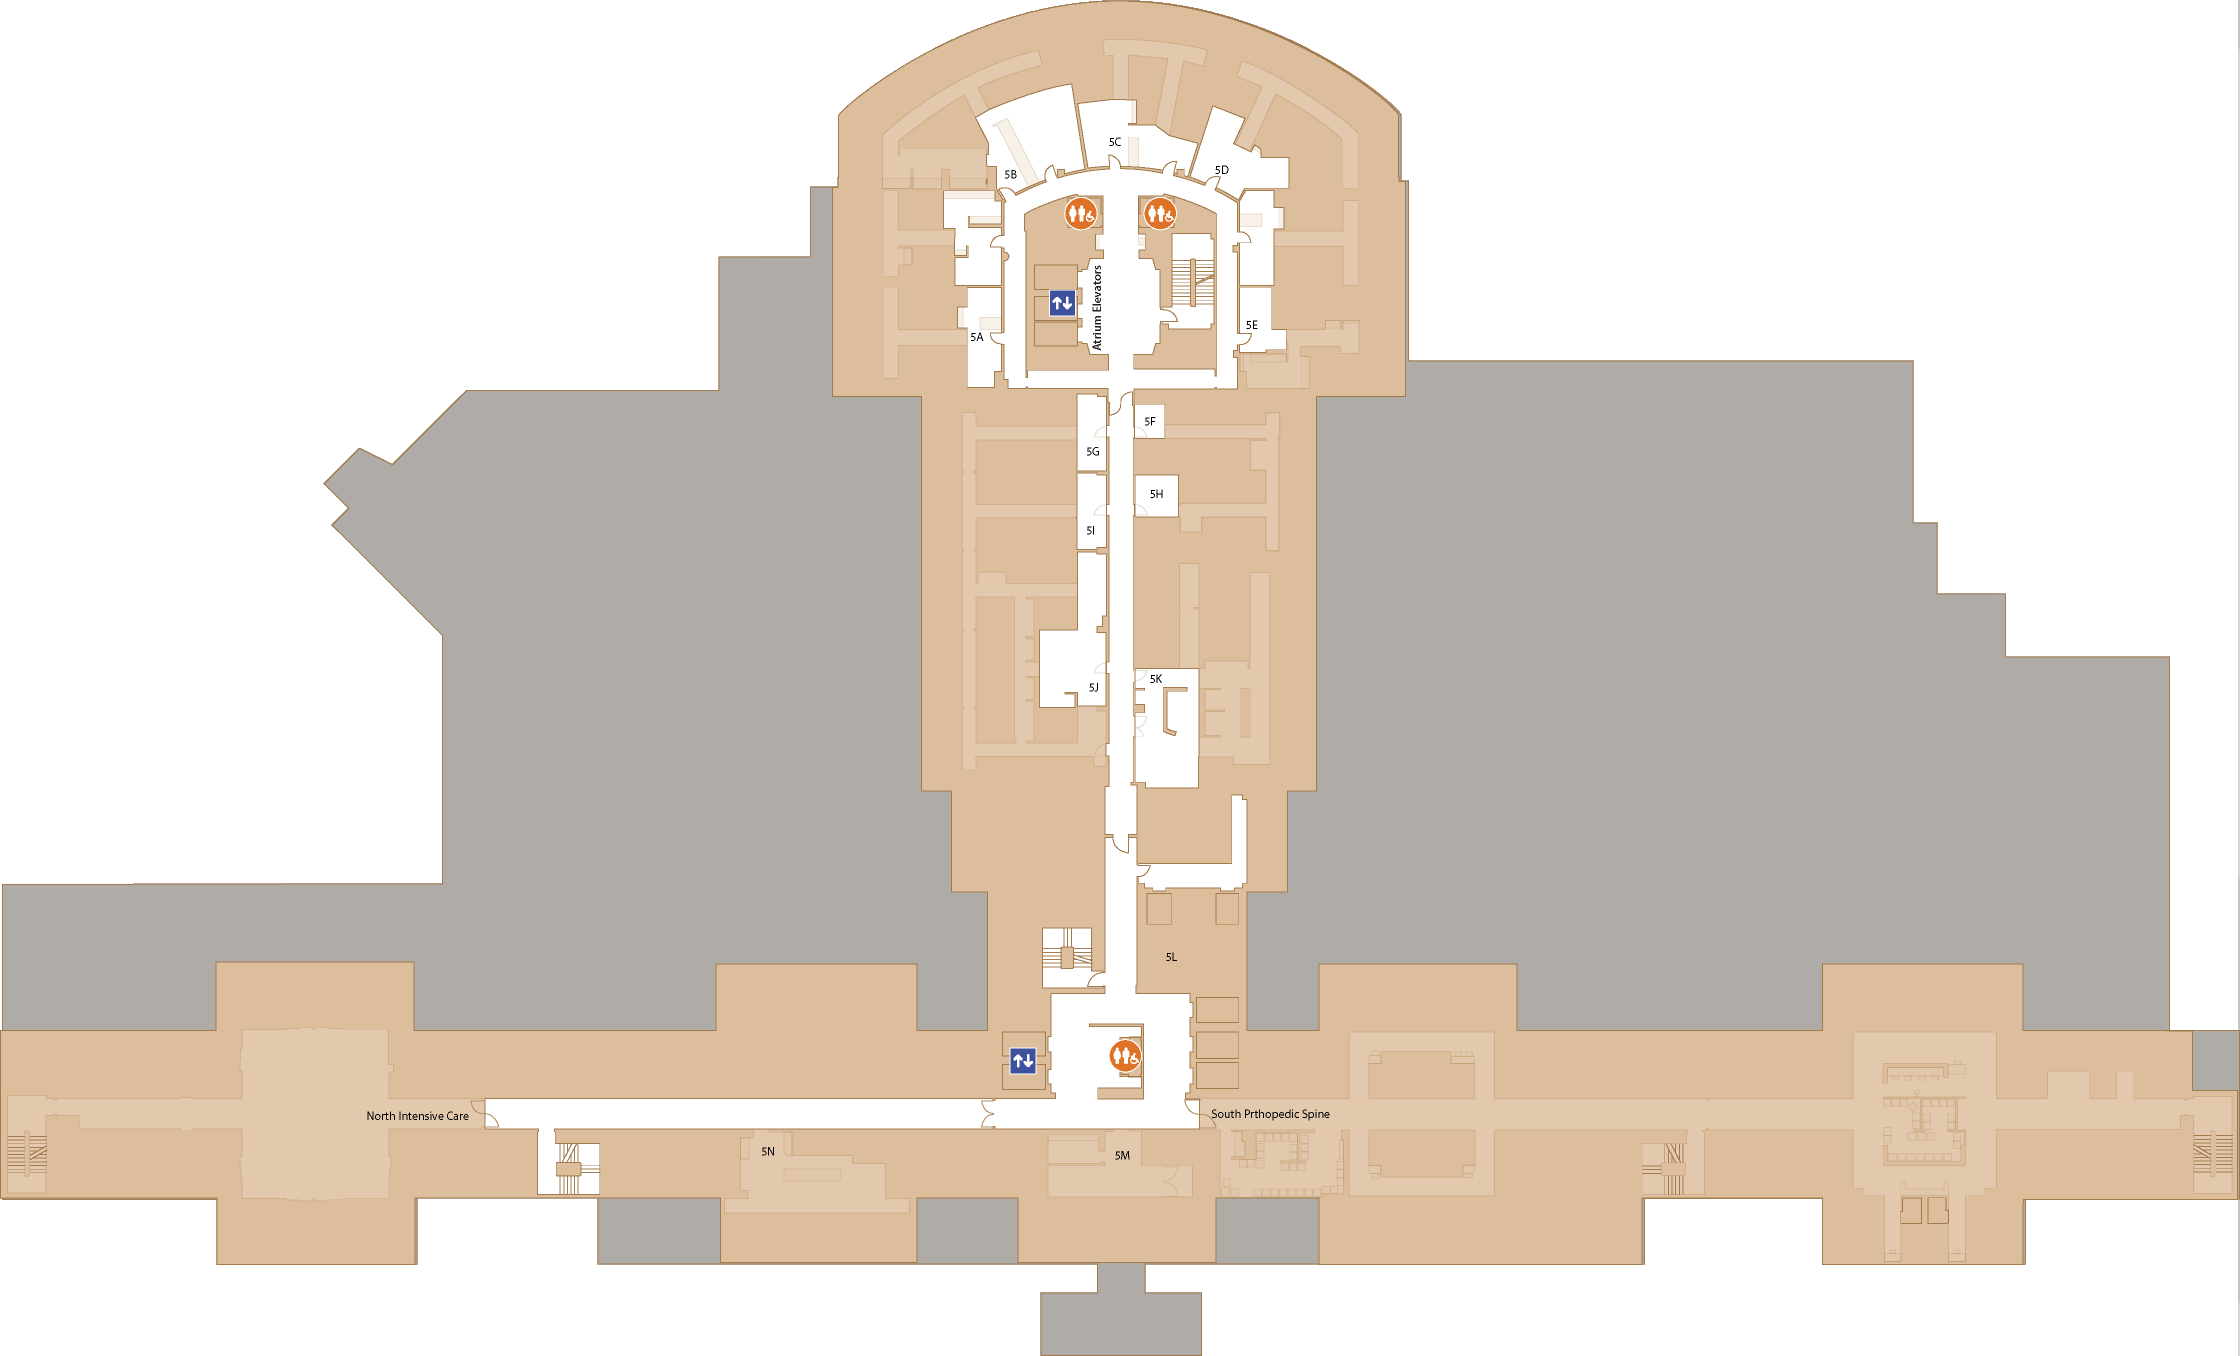 5C
5B
5D
Atrium Elevators
5A
5E
5F
5G
5H
5I
5K
5J
5L
North Intensive Care
South Prthopedic Spine
5N
5M